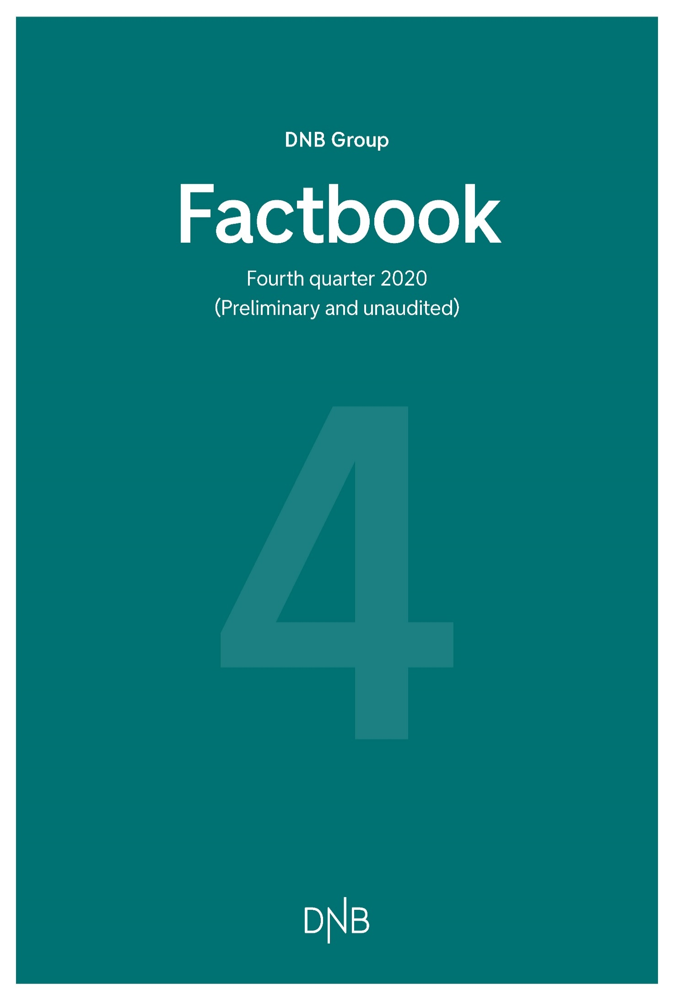 DNB Group
Factbook
Fourth quarter 2020
(Preliminary and unaudited)
4
DNB